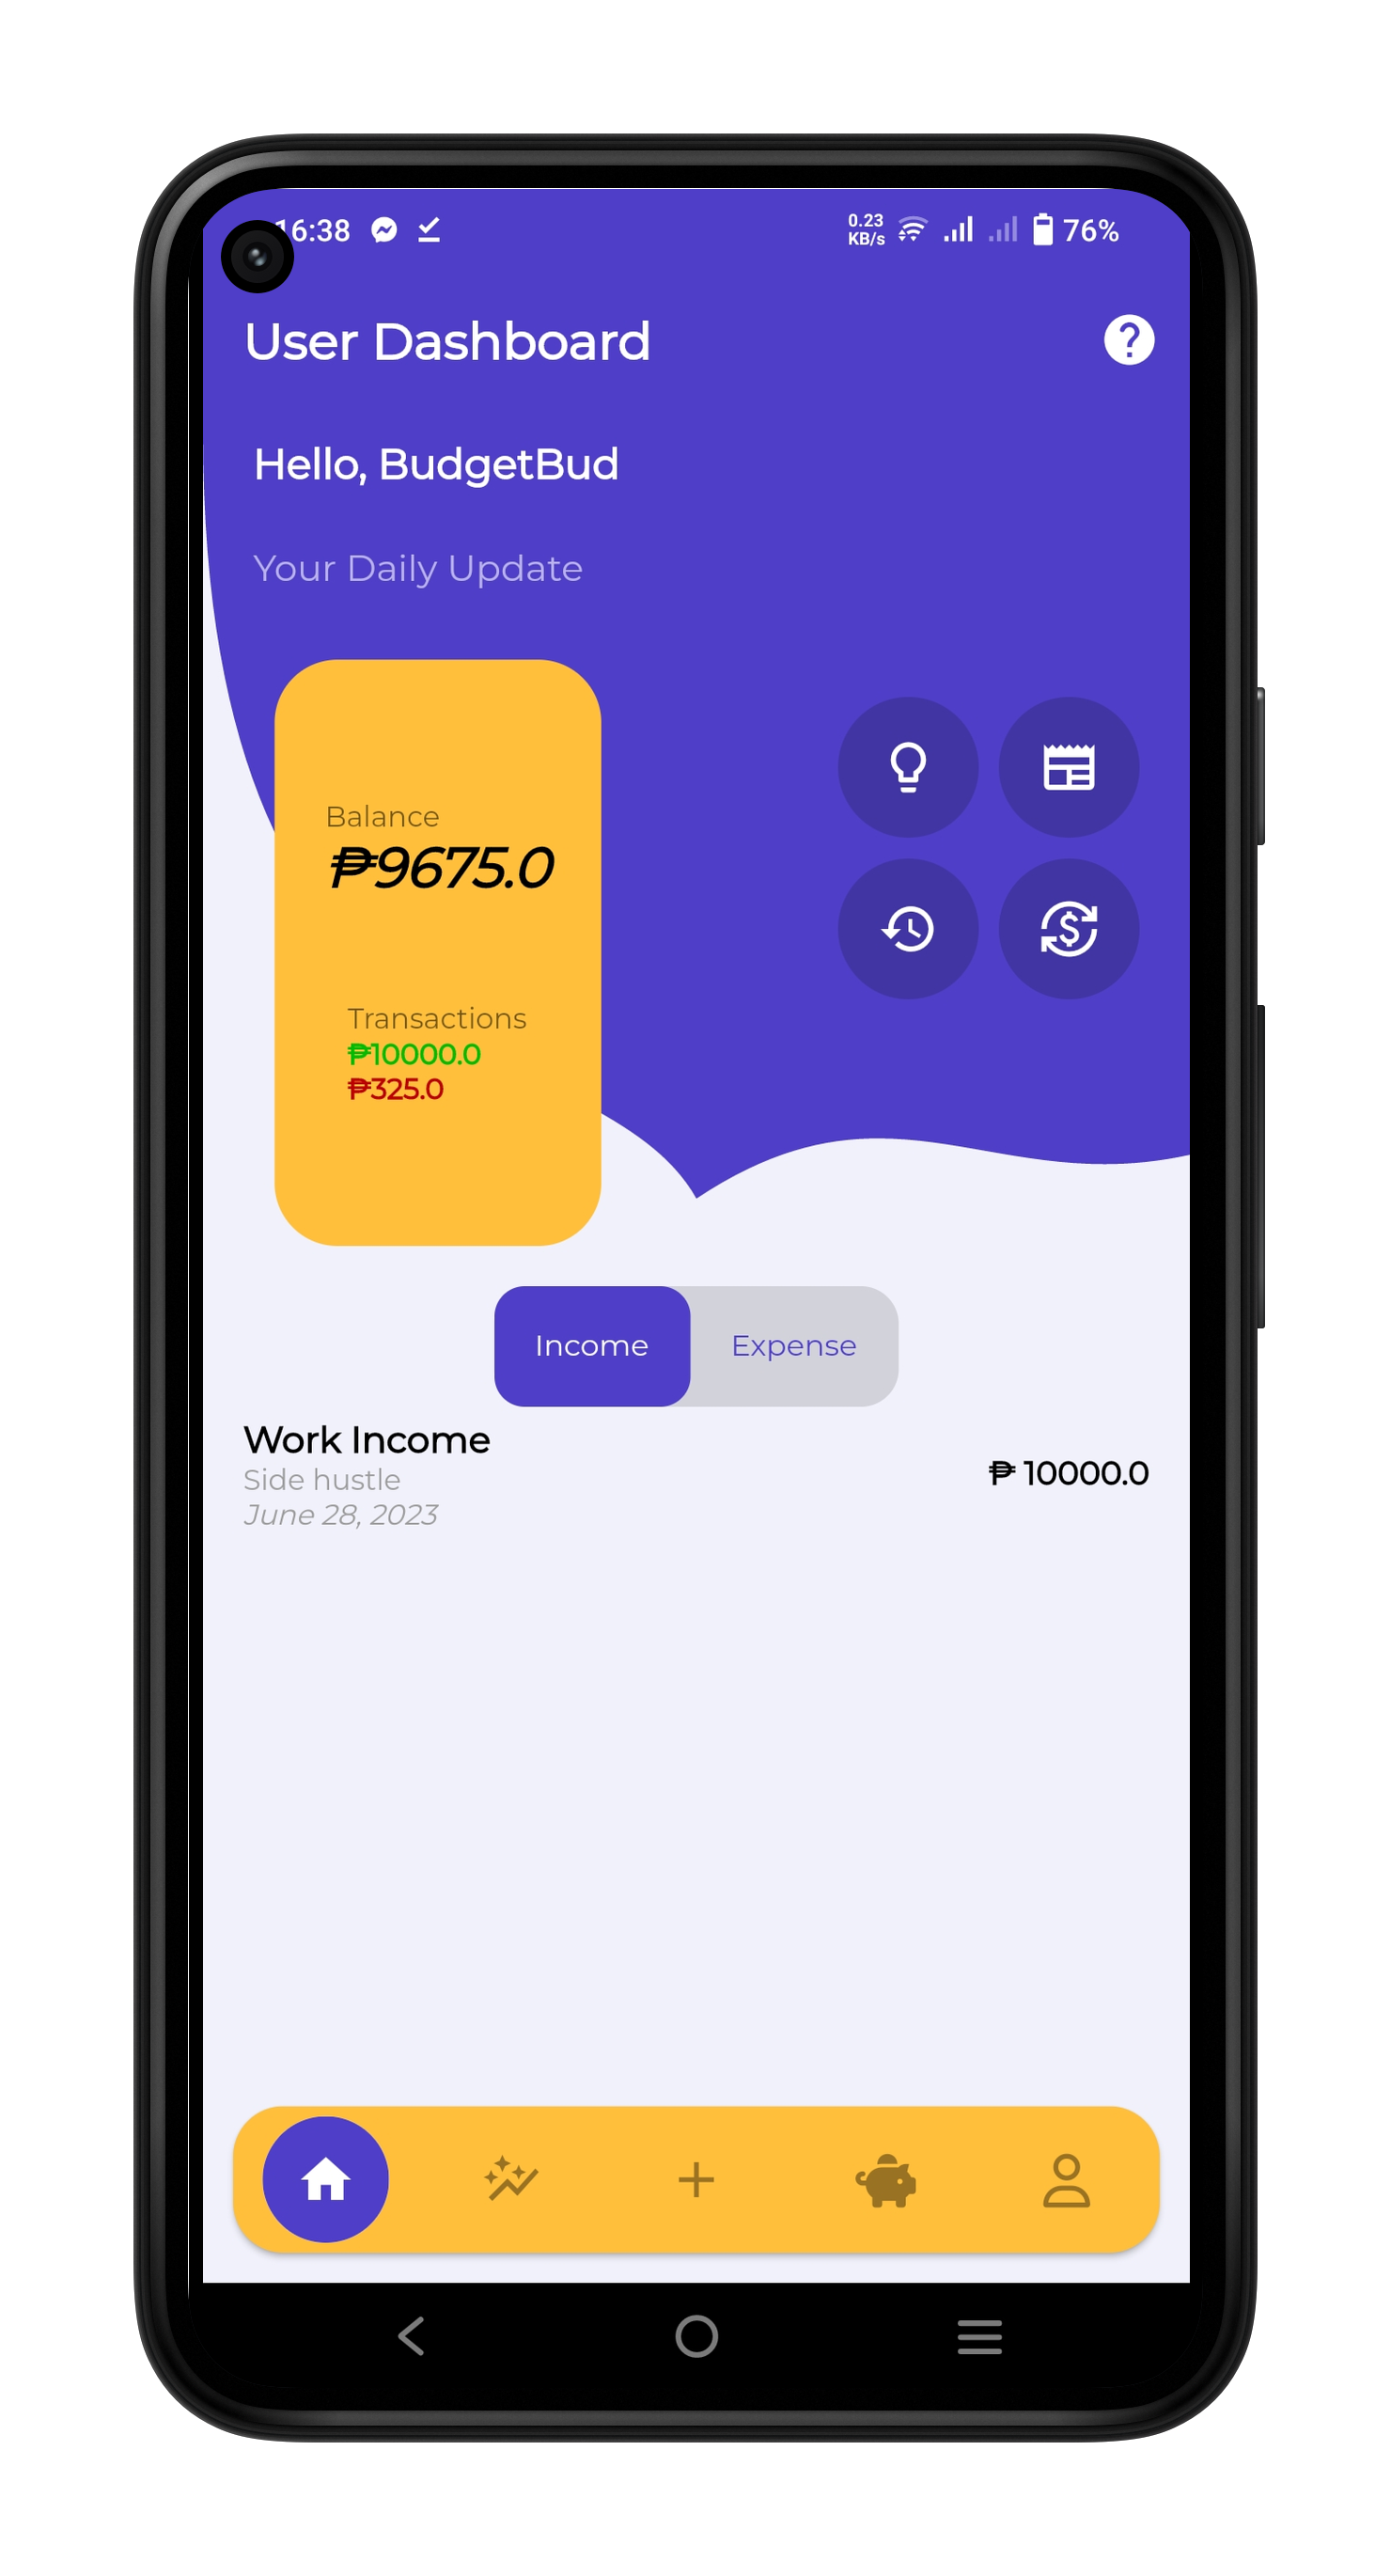 16:38
0.23
KB/s
76%
User Dashboard
Hello, BudgetBud
Your Daily Update
Balance
₱9675.0
Transactions
₱10000.0
₱325.0
Income
Expense
Work Income
Side hustle
June 28, 2023
₱ 10000.0